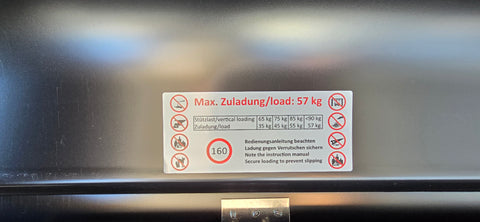 Max. Zuladung/load: 57 kg
Stützlast/vertical loading 65 kg 75 kg 85 kg <90 kg
Zuladung/load 35 kg 45 kg 55 kg 57 kg
160
Bedienungsanleitung beachten
Ladung gegen Verrutschen sichern
Note the instruction manual
Secure loading to prevent slipping